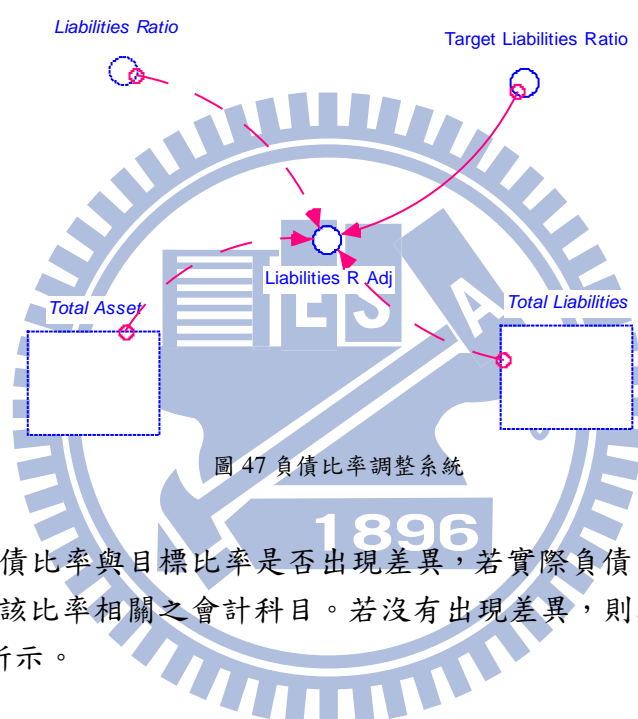 Liabilities Ratio
Target Liabilities Ratio
Liabilities R Adj
Total Asset
Total Liabilities
ES A
圖 47 負債比率調整系統
1896
債比率與目標比率是否出現差異，若實際負債
該比率相關之會計科目。若沒有出現差異，則
所示。